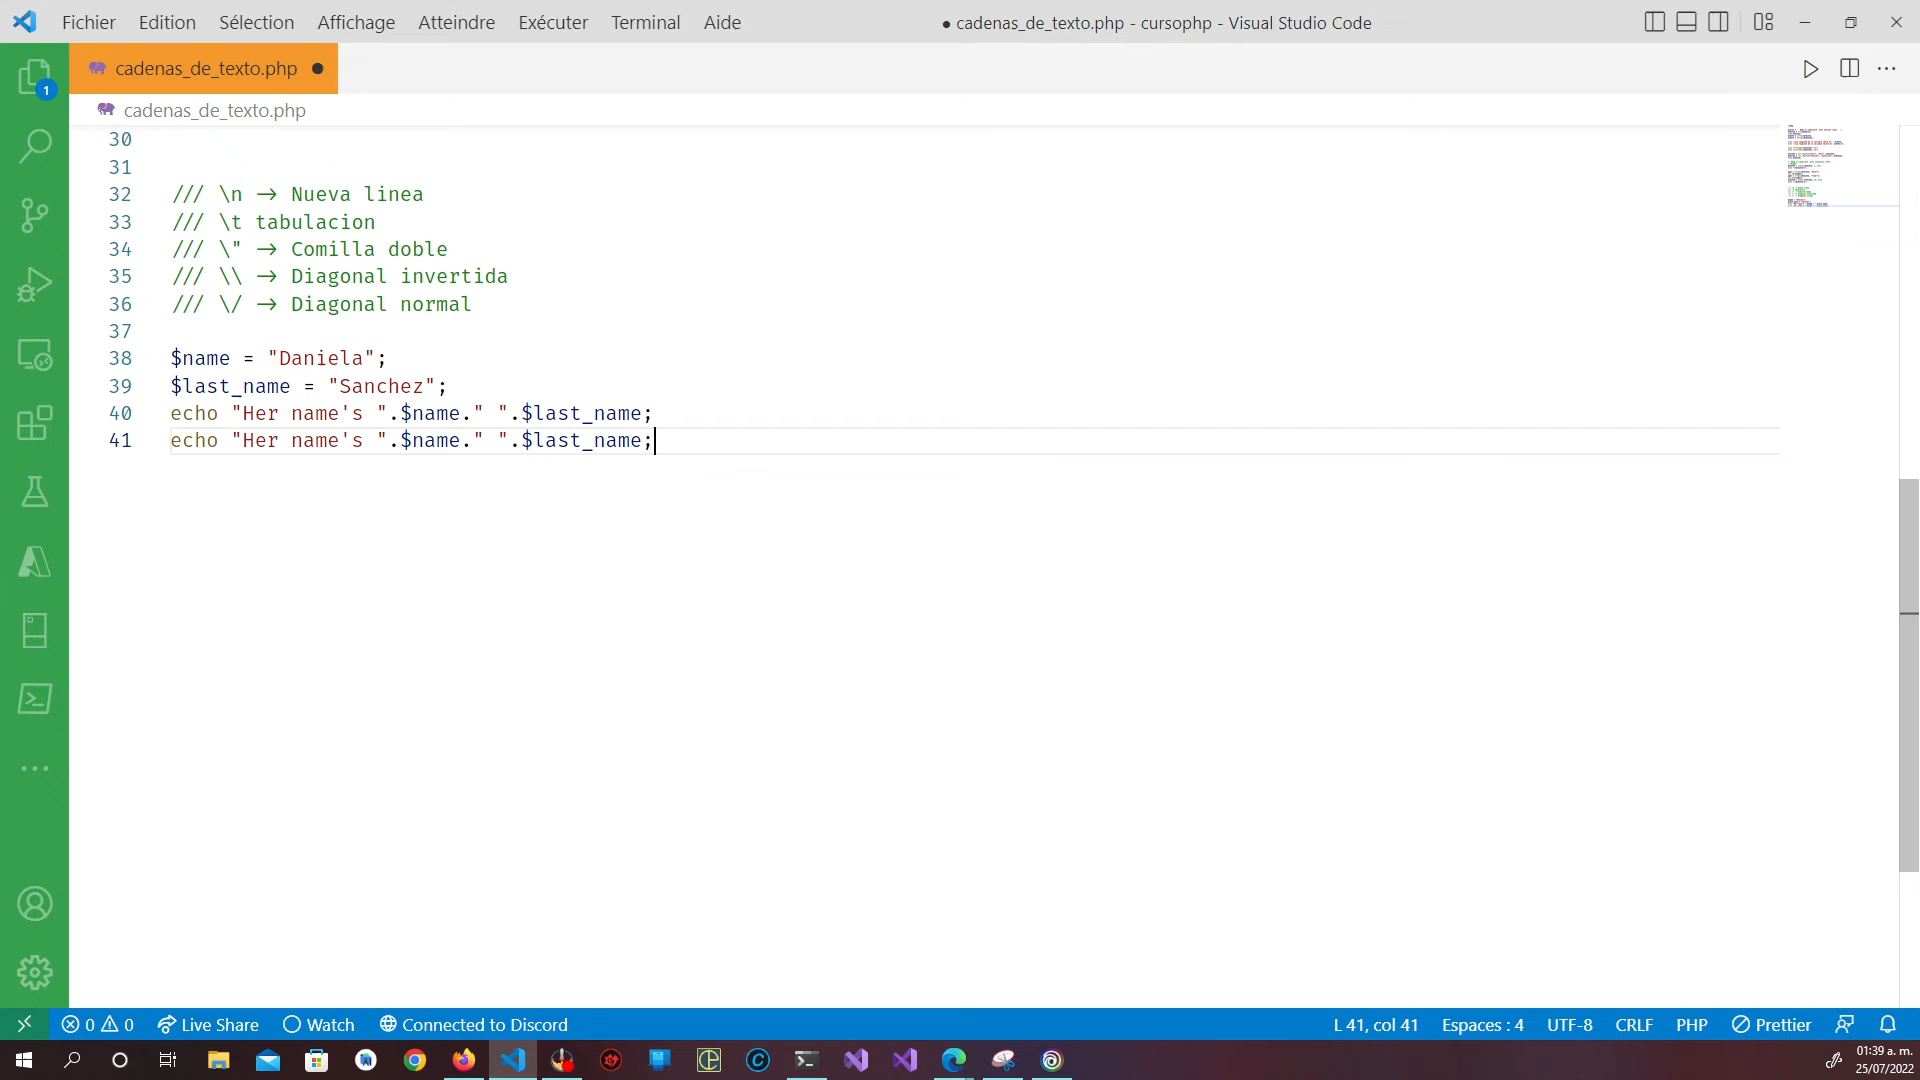 Fichier Edition Sélection Affichage Atteindre Exécuter Terminal Aide
● cadenas_de_texto.php - cursophp - Visual Studio Code
cadenas_de_texto.php ●
cadenas_de_texto.php
1
30
31
32 /// \n → Nueva linea
33 /// \t tabulacion
34 /// \" → Comilla doble
35 /// \\ → Diagonal invertida
36 /// \/ → Diagonal normal
37
38 $name = "Daniela";
39 $last_name = "Sanchez";
40 echo "Her name's ".$name." ".$last_name;
41 echo "Her name's ".$name." ".$last_name;
0 0 Live Share Watch Connected to Discord
L 41, col 41 Espaces : 4 UTF-8 CRLF PHP Prettier
01:39 a. m.
25/07/2022